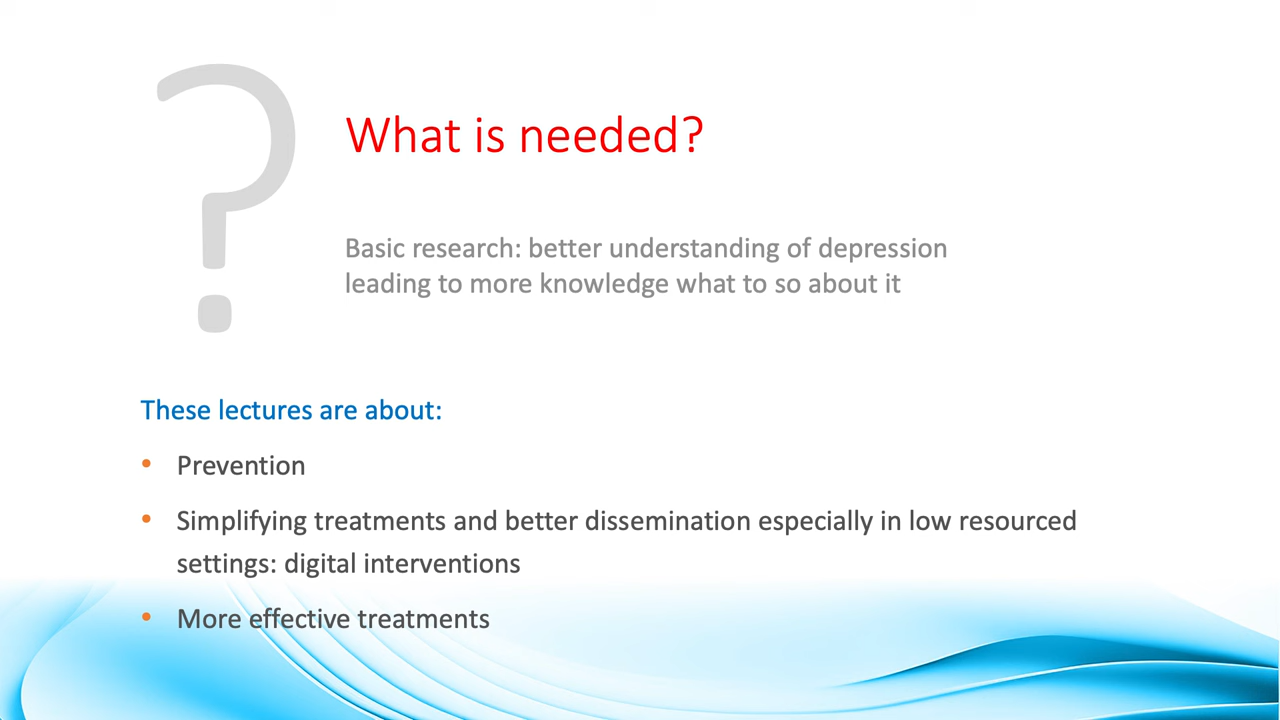 ?
What is needed?
Basic research: better understanding of depression
leading to more knowledge what to so about it
These lectures are about:
• Prevention
• Simplifying treatments and better dissemination especially in low resourced
settings: digital interventions
• More effective treatments